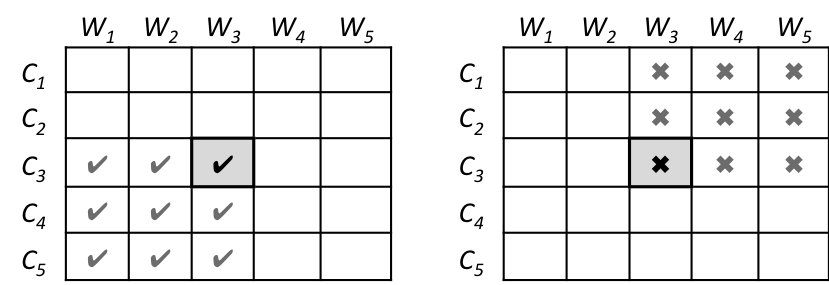 W1 W2 W3 W4 W5 W1 W2 W3 W4 W5
C1 C1 ✖ ✖ ✖
C2 C2 ✖ ✖ ✖
C3 ✔ ✔ ✔ C3 ✖ ✖ ✖
C4 ✔ ✔ ✔ C4
C5 ✔ ✔ ✔ C5